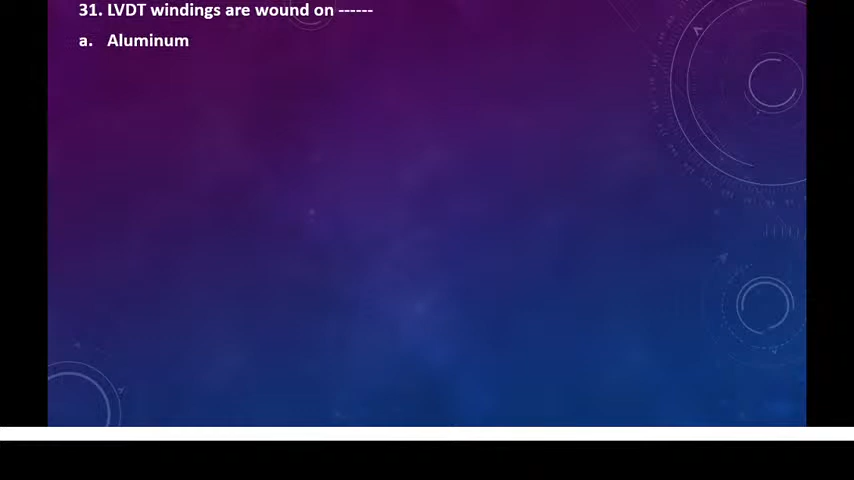 31. LVDT windings are wound on ------
a. Aluminum